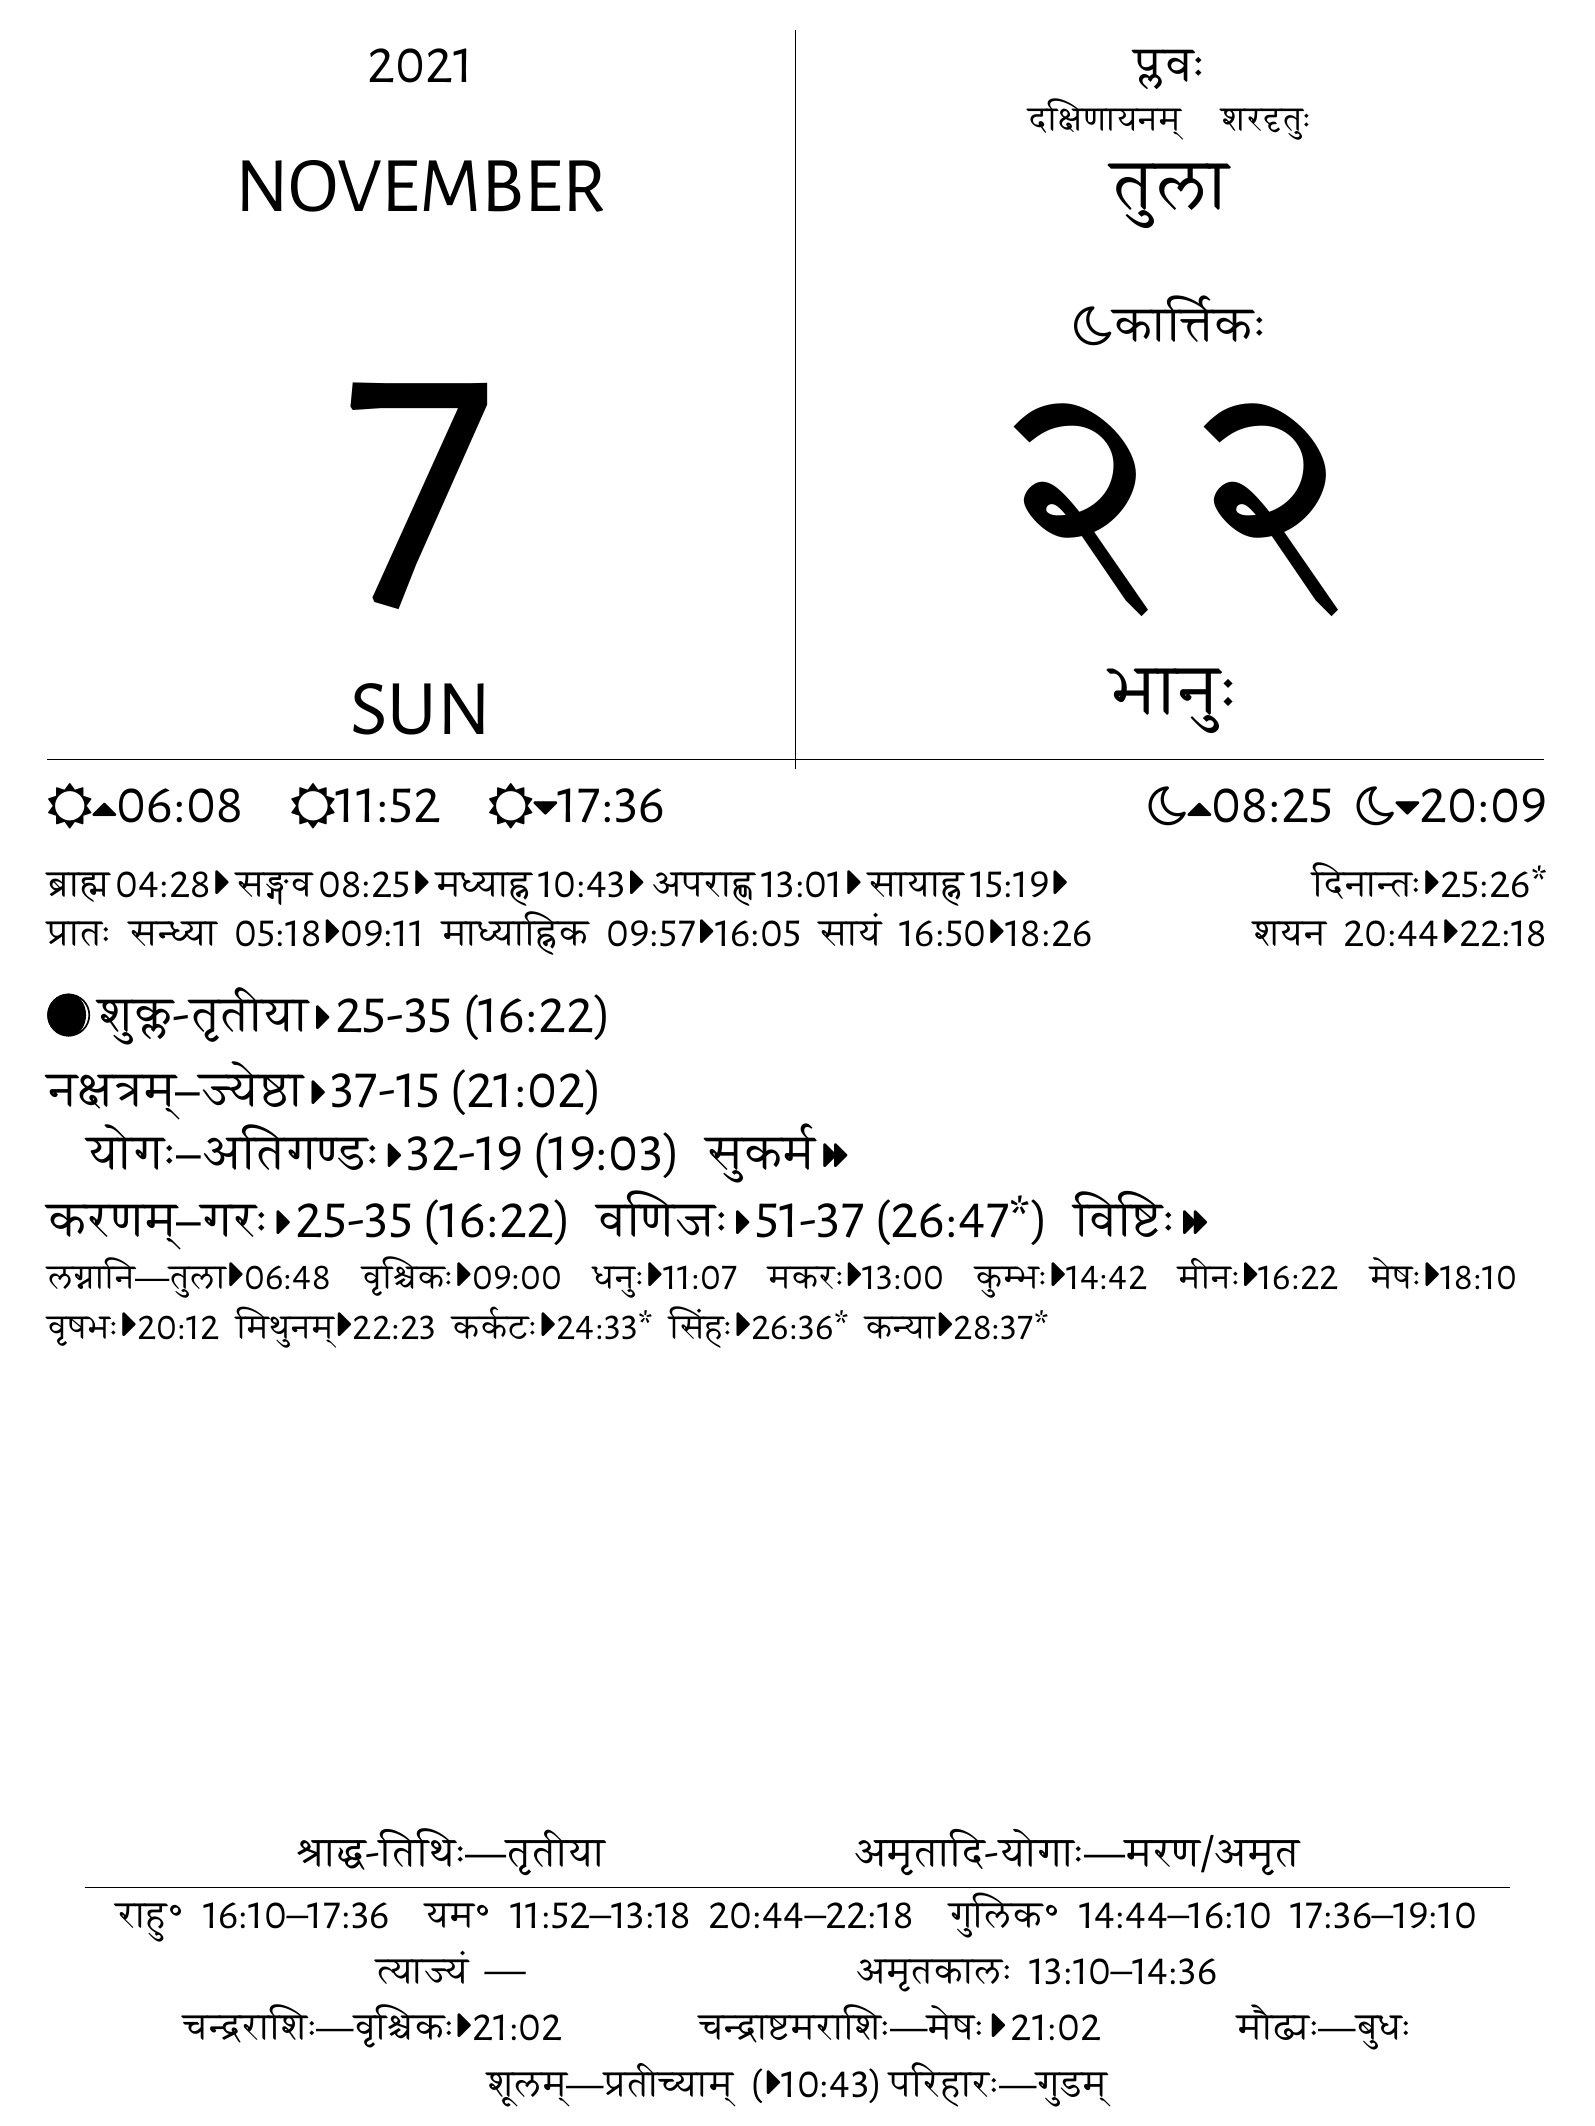 2021
NOVEMBER
7
SUN
प्लवः
दक्षिणायनम् शरदृतुः
तुला
कार्त्तिकः
२२
भानुः
06:08 11:52 17:36 08:25 20:09
ब्राह्म 04:28 सङ्गव 08:25 मध्याह्न 10:43 अपराह्ण 13:01 सायाह्न 15:19 दिनान्तः 25:26*
प्रातः सन्ध्या 05:18 09:11 माध्याह्निक 09:57 16:05 सायं 16:50 18:26 शयन 20:44 22:18
शुक्ल-तृतीया 25-35 (16:22)
नक्षत्रम्–ज्येष्ठा 37-15 (21:02)
योगः–अतिगण्डः 32-19 (19:03) सुकर्म
करणम्–गरः 25-35 (16:22) वणिजः 51-37 (26:47*) विष्टिः
लग्नानि—तुला 06:48 वृश्चिकः 09:00 धनुः 11:07 मकरः 13:00 कुम्भः 14:42 मीनः 16:22 मेषः 18:10
वृषभः 20:12 मिथुनम् 22:23 कर्कटः 24:33* सिंहः 26:36* कन्या 28:37*
श्राद्ध-तिथिः—तृतीया अमृतादि-योगाः—मरण/अमृत
राहु° 16:10–17:36 यम° 11:52–13:18 20:44–22:18 गुलिक° 14:44–16:10 17:36–19:10
त्याज्यं — अमृतकालः 13:10–14:36
चन्द्रराशिः—वृश्चिकः 21:02 चन्द्राष्टमराशिः—मेषः 21:02 मौढ्यः—बुधः
शूलम्—प्रतीच्याम् ( 10:43) परिहारः—गुडम्